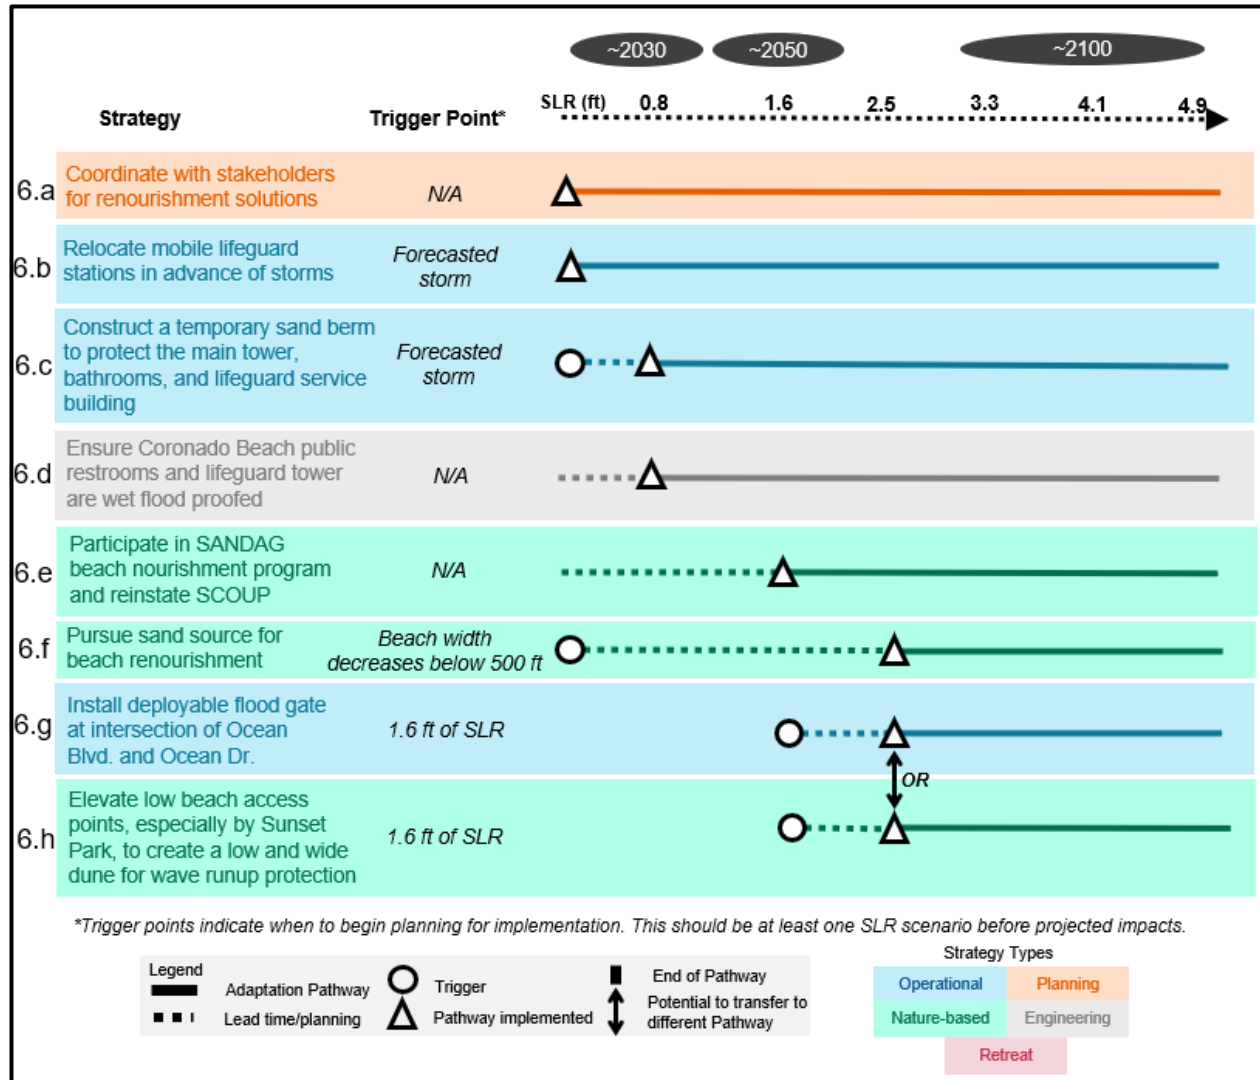 ~2030 ~2050 ~2100
SLR (ft) 0.8 1.6 2.5 3.3 4.1 4.9
Strategy Trigger Point*
6.a
Coordinate with stakeholders
for renourishment solutions
N/A
6.b
Relocate mobile lifeguard
stations in advance of storms
Forecasted
storm
6.c
Construct a temporary sand berm
to protect the main tower,
bathrooms, and lifeguard service
building
Forecasted
storm
6.d
Ensure Coronado Beach public
restrooms and lifeguard tower
are wet flood proofed
N/A
6.e
Participate in SANDAG
beach nourishment program
and reinstate SCOUP
N/A
6.f
Pursue sand source for
beach renourishment
Beach width
decreases below 500 ft
6.g
Install deployable flood gate
at intersection of Ocean
Blvd. and Ocean Dr.
1.6 ft of SLR
OR
6.h
Elevate low beach access
points, especially by Sunset
Park, to create a low and wide
dune for wave runup protection
1.6 ft of SLR
*Trigger points indicate when to begin planning for implementation. This should be at least one SLR scenario before projected impacts.
Legend
Adaptation Pathway
Lead time/planning
Trigger
Pathway implemented
End of Pathway
Potential to transfer to
different Pathway
Strategy Types
Operational Planning
Nature-based Engineering
Retreat